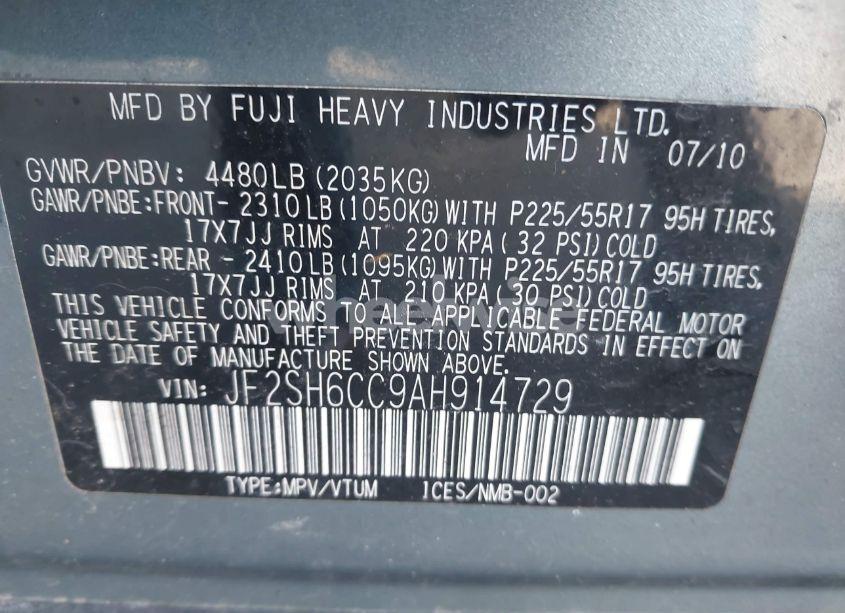 MFD BY FUJI HEAVY INDUSTRIES LTD.
MFD IN 07/10
GVWR/PNBV: 4480LB (2035KG)
GAWR/PNBE:FRONT- 2310LB(1050KG)WITH P225/55R17 95H TIRES,
17X7JJ RIMS AT 220 KPA( 32 PSI)COLD
GAWR/PNBE:REAR - 2410LB(1095KG)WITH P225/55R17 95H TIRES,
17X7JJ RIMS AT 210 KPA( 30 PSI)COLD
THIS VEHICLE CONFORMS TO ALL APPLICABLE FEDERAL MOTOR
VEHICLE SAFETY AND THEFT PREVENTION STANDARDS IN EFFECT ON
THE DATE OF MANUFACTURE SHOWN ABOVE.
VIN: JF2SH6CC9AH914729
TYPE:MPV/VTUM ICES/NMB-002